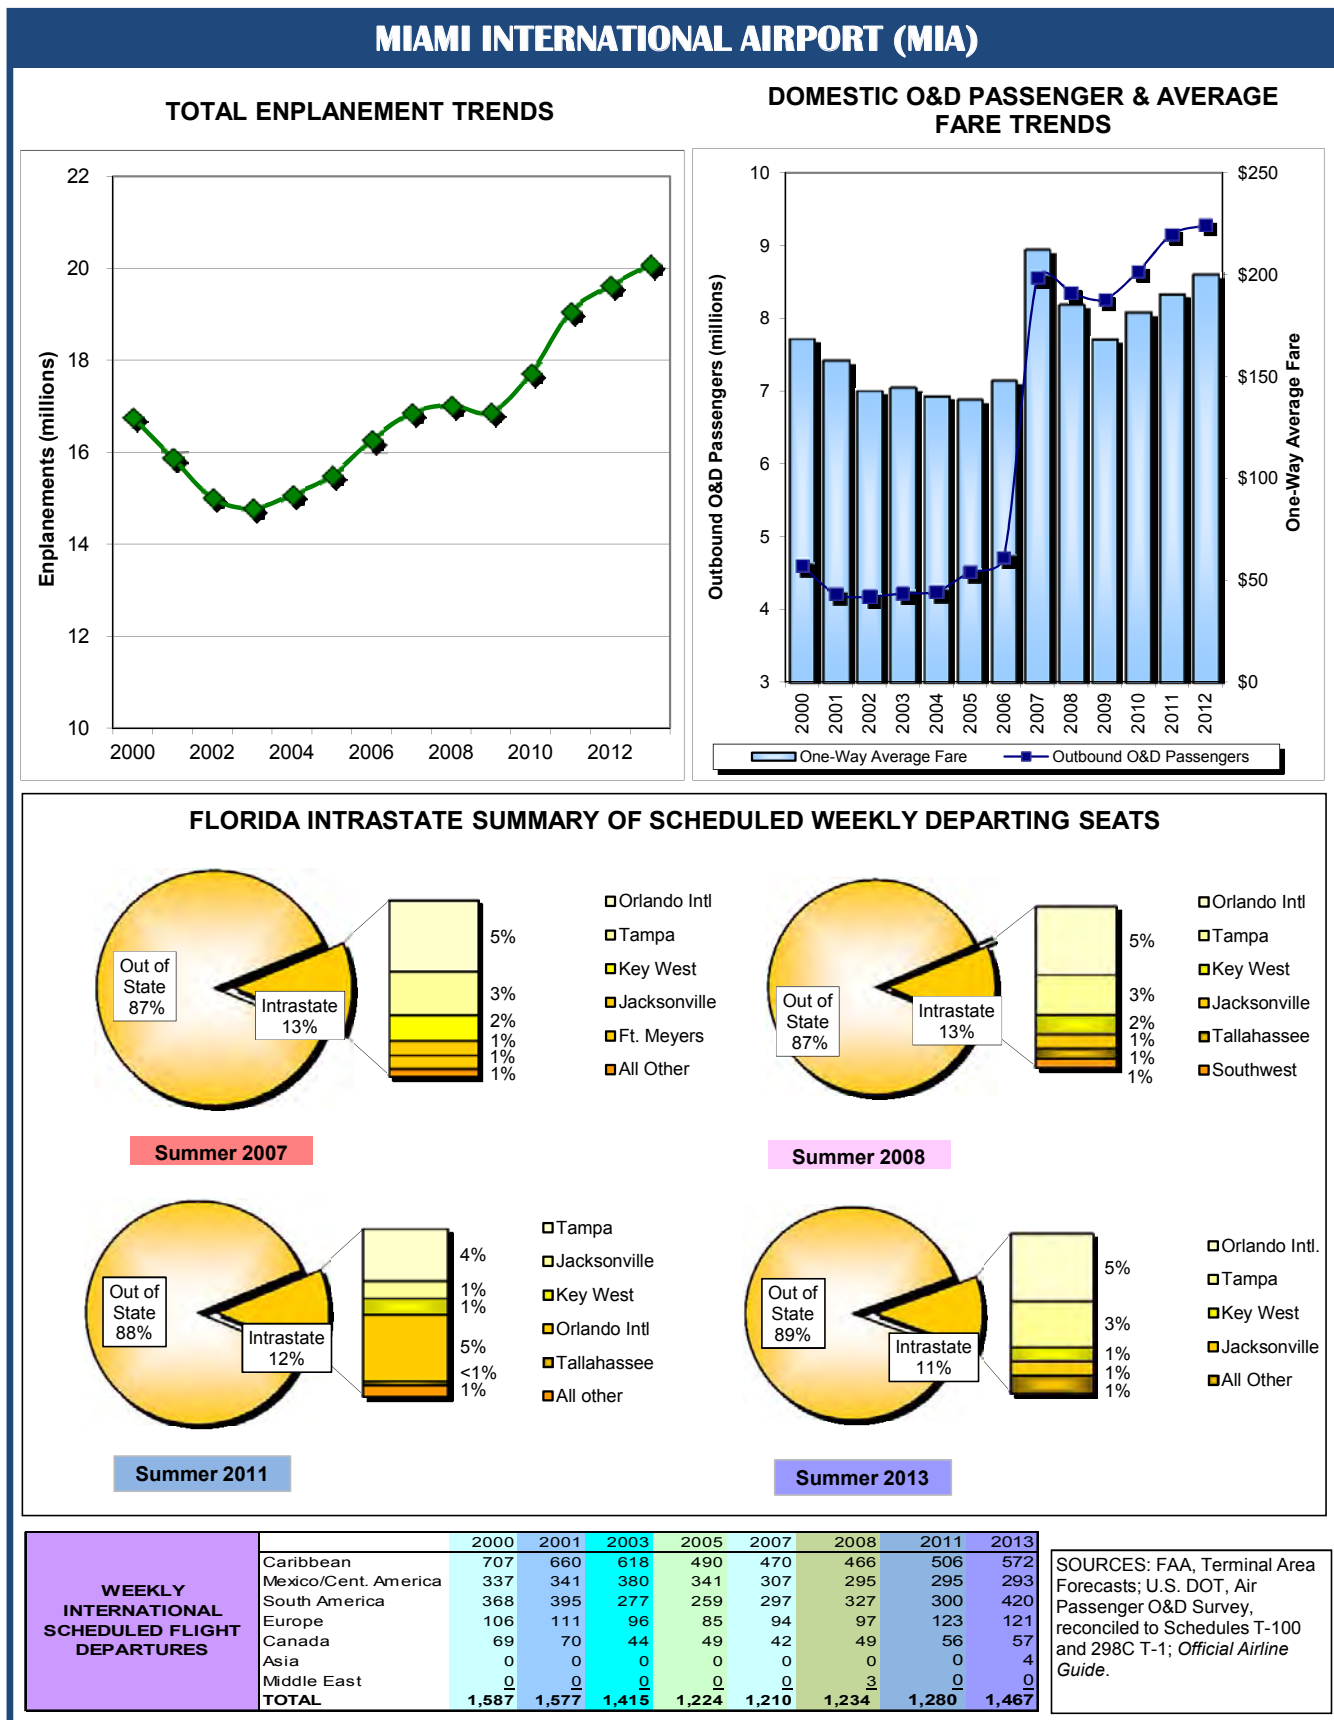 MIAMI INTERNATIONAL AIRPORT (MIA)
TOTAL ENPLANEMENT TRENDS
Enplanements (millions)
22
20
18
16
14
12
10
2000 2002 2004 2006 2008 2010 2012
DOMESTIC O&D PASSENGER & AVERAGE
FARE TRENDS
Outbound O&D Passengers (millions)
10
9
8
7
6
5
4
3
$250
$200
$150
$100
$50
$0
One-Way Average Fare
2000 2001 2002 2003 2004 2005 2006 2007 2008 2009 2010 2011 2012
One-Way Average Fare Outbound O&D Passengers
FLORIDA INTRASTATE SUMMARY OF SCHEDULED WEEKLY DEPARTING SEATS
Out of
State
87%
Intrastate
13%
5%
3%
2%
1%
1%
1%
Orlando Intl
Tampa
Key West
Jacksonville
Ft. Meyers
All Other
Summer 2007
Out of
State
87%
Intrastate
13%
5%
3%
2%
1%
1%
1%
Orlando Intl
Tampa
Key West
Jacksonville
Tallahassee
Southwest
Summer 2008
Out of
State
88%
Intrastate
12%
4%
1%
1%
5%
<1%
1%
Tampa
Jacksonville
Key West
Orlando Intl
Tallahassee
All other
Summer 2011
Out of
State
89%
Intrastate
11%
5%
3%
1%
1%
1%
Orlando Intl.
Tampa
Key West
Jacksonville
All Other
Summer 2013
WEEKLY
INTERNATIONAL
SCHEDULED FLIGHT
DEPARTURES
2000 2001 2003 2005 2007 2008 2011 2013
Caribbean 707 660 618 490 470 466 506 572
Mexico/Cent. America 337 341 380 341 307 295 295 293
South America 368 395 277 259 297 327 300 420
Europe 106 111 96 85 94 97 123 121
Canada 69 70 44 49 42 49 56 57
Asia 0 0 0 0 0 0 0 4
Middle East 0 0 0 0 0 3 0 0
TOTAL 1,587 1,577 1,415 1,224 1,210 1,234 1,280 1,467
SOURCES: FAA, Terminal Area
Forecasts; U.S. DOT, Air
Passenger O&D Survey,
reconciled to Schedules T-100
and 298C T-1; Official Airline
Guide.